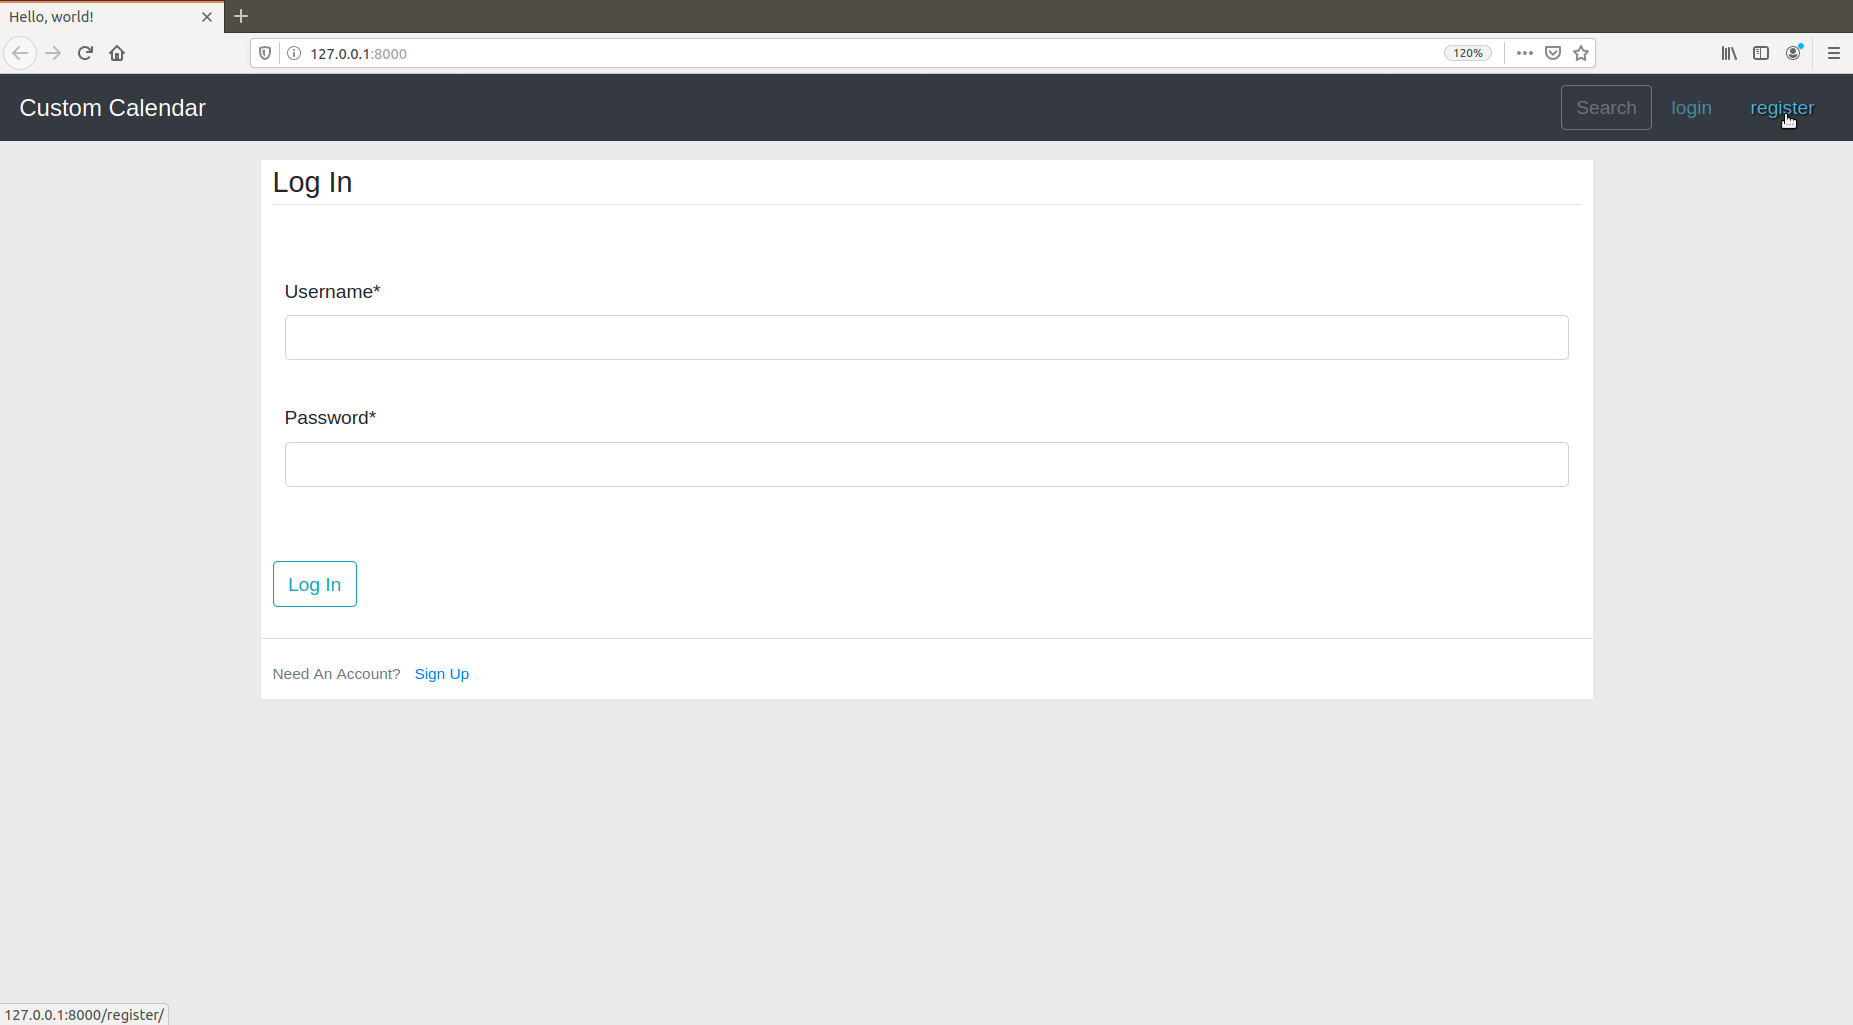 Hello, world!
127.0.0.1:8000
120%
Custom Calendar
Search
login
register
Log In
Username*
Password*
Log In
Need An Account? Sign Up
127.0.0.1:8000/register/